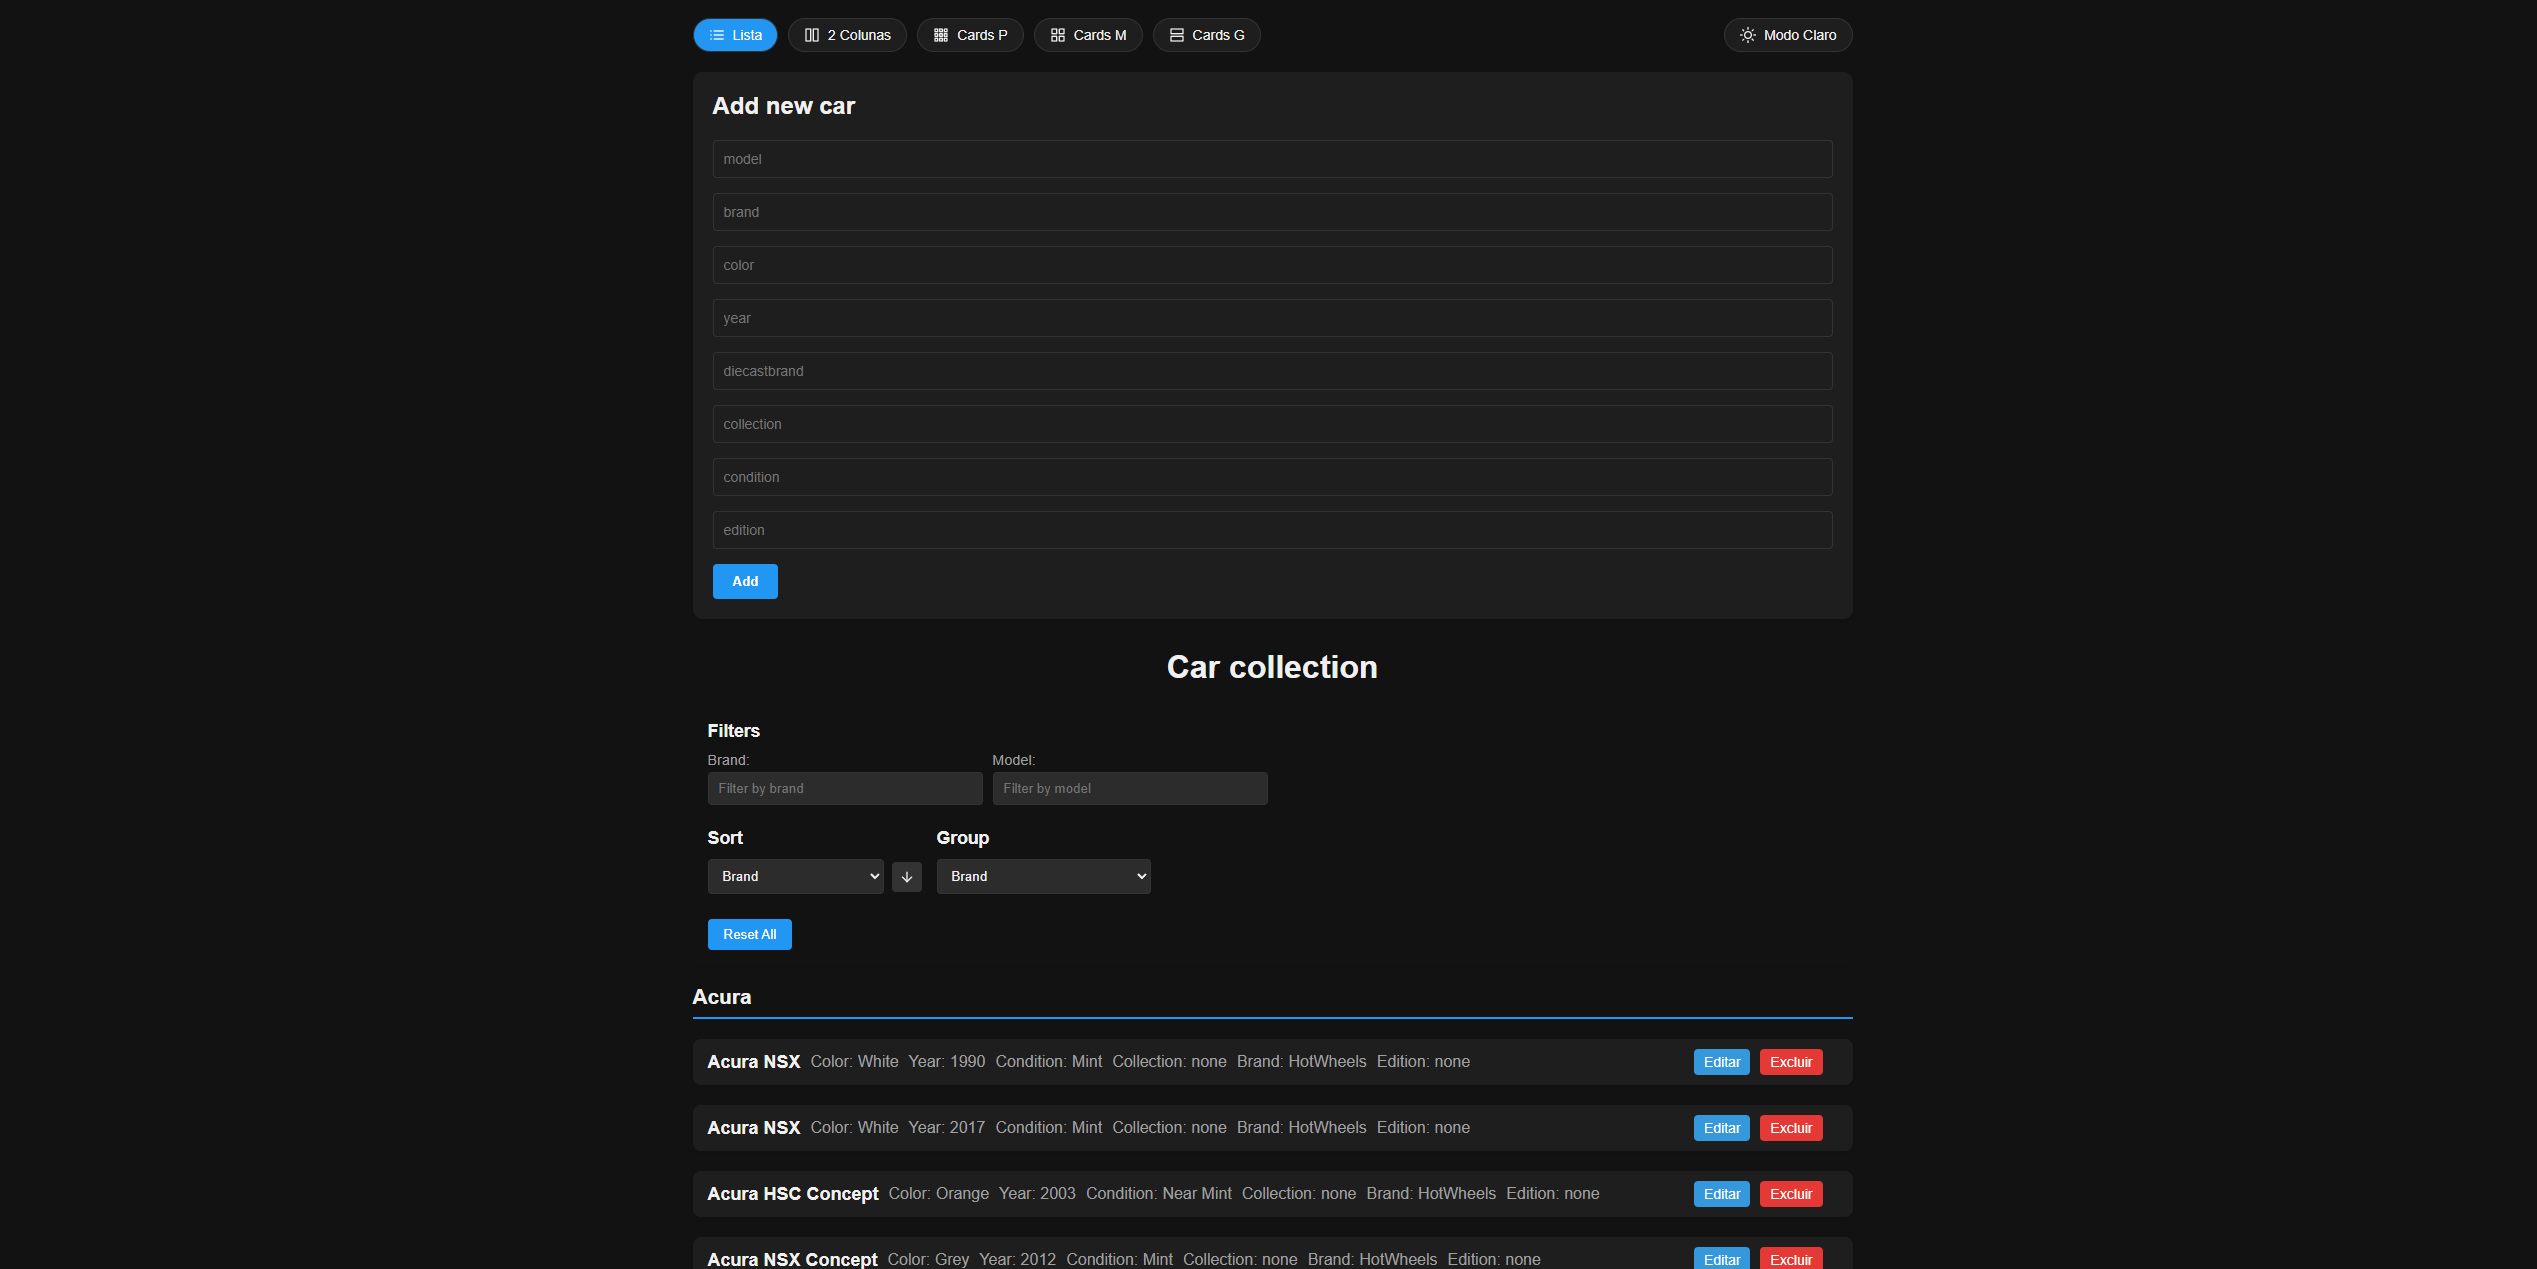 Lista 2 Colunas Cards P Cards M Cards G Modo Claro
Add new car
model
brand
color
year
diecastbrand
collection
condition
edition
Add
Car collection
Filters
Brand: Model:
Filter by brand Filter by model
Sort Group
Brand Brand
Reset All
Acura
Acura NSX Color: White Year: 1990 Condition: Mint Collection: none Brand: HotWheels Edition: none Editar Excluir
Acura NSX Color: White Year: 2017 Condition: Mint Collection: none Brand: HotWheels Edition: none Editar Excluir
Acura HSC Concept Color: Orange Year: 2003 Condition: Near Mint Collection: none Brand: HotWheels Edition: none Editar Excluir
Acura NSX Concept Color: Grey Year: 2012 Condition: Mint Collection: none Brand: HotWheels Edition: none Editar Excluir